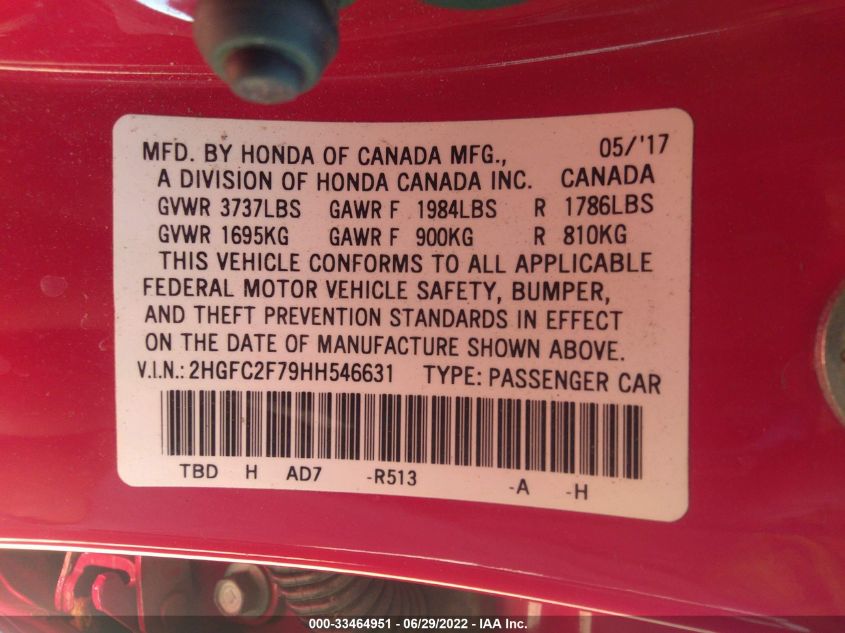 MFD. BY HONDA OF CANADA MFG., 05/'17
A DIVISION OF HONDA CANADA INC. CANADA
GVWR 3737LBS GAWR F 1984LBS R 1786LBS
GVWR 1695KG GAWR F 900KG R 810KG
THIS VEHICLE CONFORMS TO ALL APPLICABLE
FEDERAL MOTOR VEHICLE SAFETY, BUMPER,
AND THEFT PREVENTION STANDARDS IN EFFECT
ON THE DATE OF MANUFACTURE SHOWN ABOVE.
V.I.N.: 2HGFC2F79HH546631 TYPE: PASSENGER CAR
TBD H AD7 -R513 -A -H
000-33464951 - 06/29/2022 - IAA Inc.